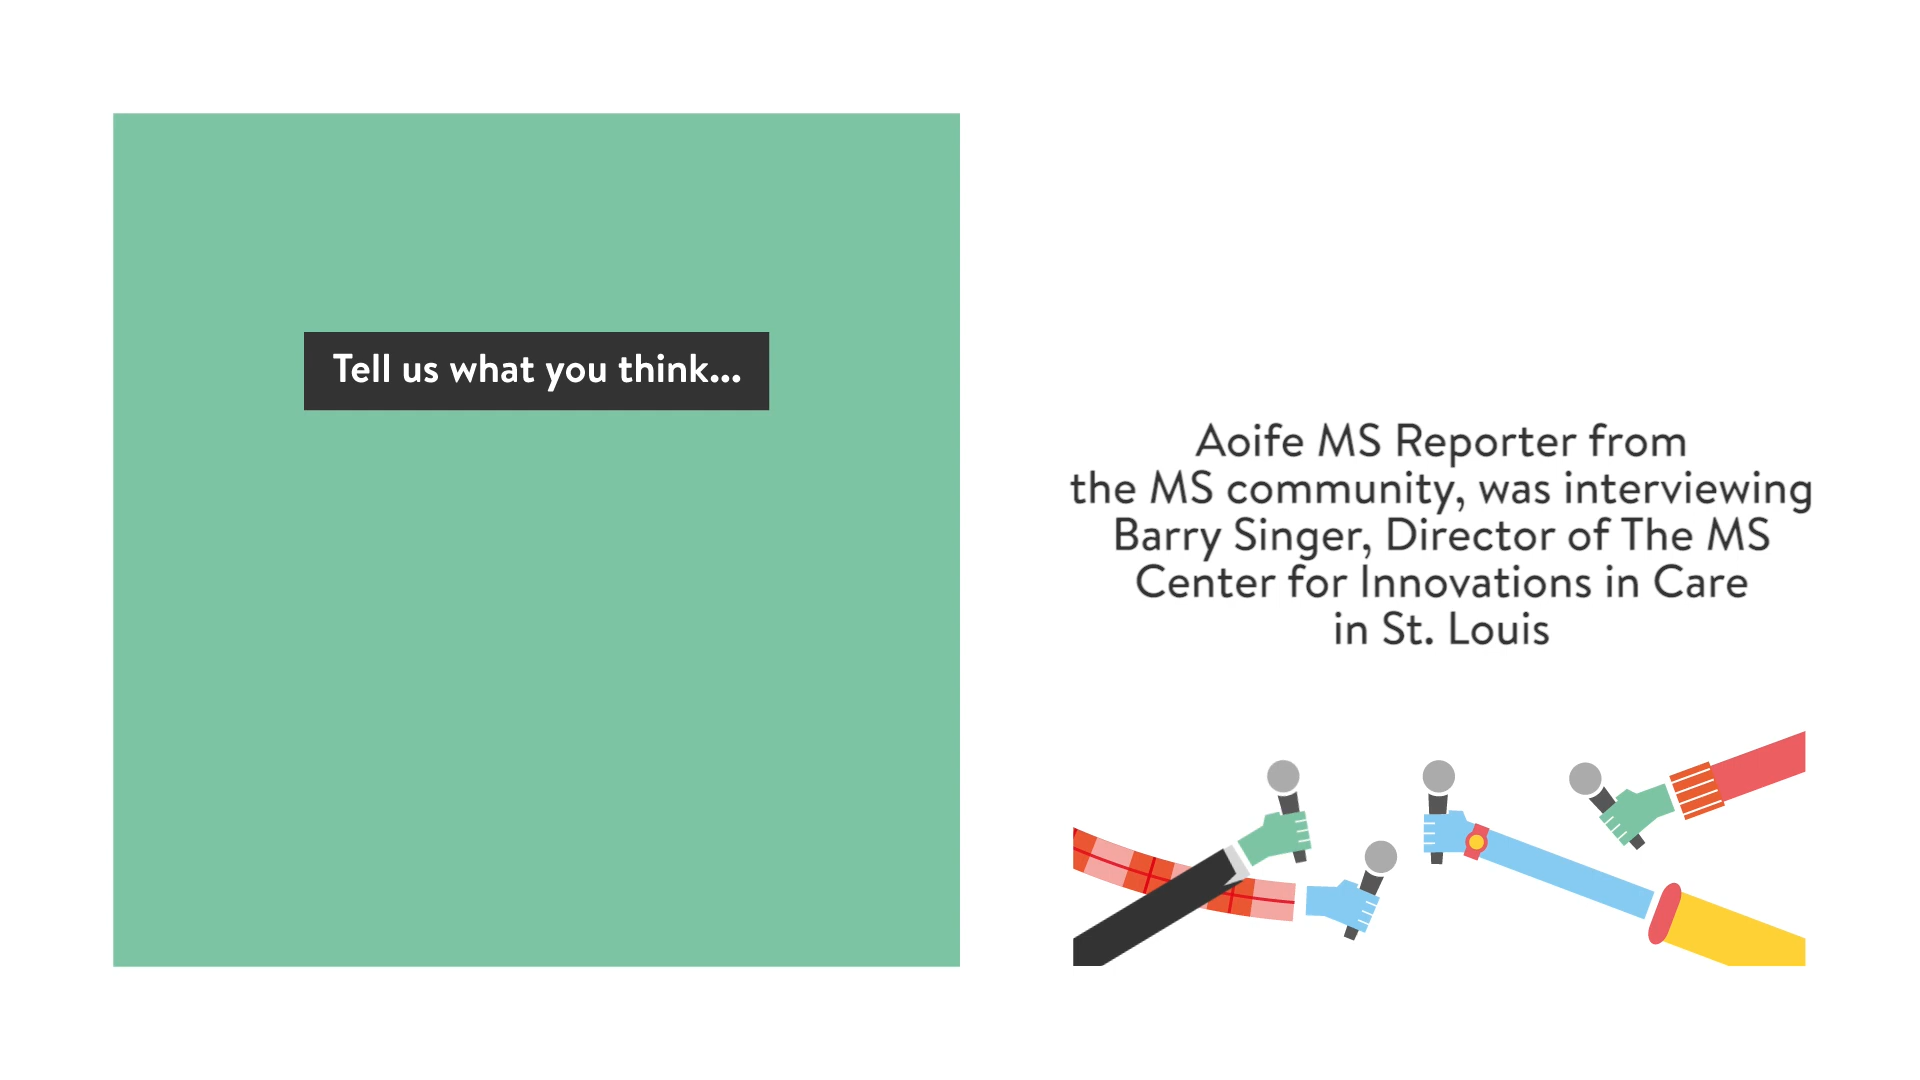 Tell us what you think...
Aoife MS Reporter from
the MS community, was interviewing
Barry Singer, Director of The MS
Center for Innovations in Care
in St. Louis